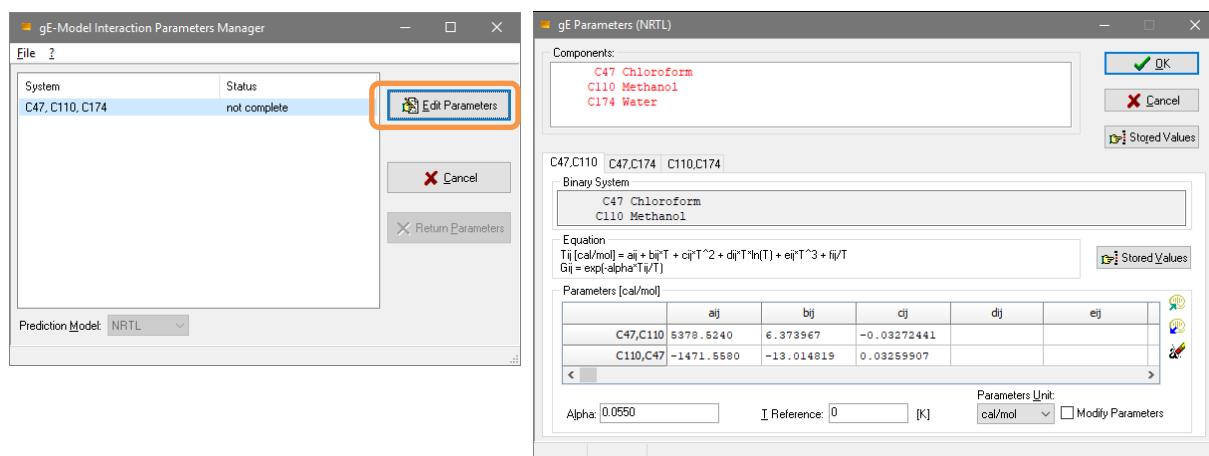 gE-Model Interaction Parameters Manager
File ?
System Status
C47, C110, C174 not complete
Edit Parameters
Cancel
Return Parameters
Prediction Model: NRTL
gE Parameters (NRTL)
Components:
C47 Chloroform
C110 Methanol
C174 Water
OK
Cancel
Stored Values
C47,C110 C47,C174 C110,C174
Binary System
C47 Chloroform
C110 Methanol
Equation
Tij [cal/mol] = aij + bij*T + cij*T^2 + dij*T*ln(T) + eij*T^3 + fij/T
Gij = exp(-alpha*Tij/T)
Stored Values
Parameters [cal/mol]
aij bij cij dij eij
C47,C110 5378.5240 6.373967 -0.03272441
C110,C47 -1471.5580 -13.014819 0.03259907
Parameters Unit:
Alpha: 0.0550 T Reference: 0 [K] cal/mol Modify Parameters